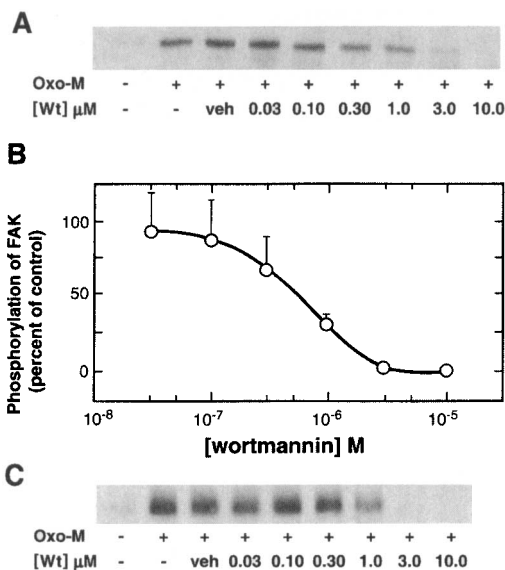 A
Oxo-M - + + + + + + + +
[Wt] μM - - veh 0.03 0.10 0.30 1.0 3.0 10.0
B
Phosphorylation of FAK
(percent of control)
100
50
0
10⁻⁸ 10⁻⁷ 10⁻⁶ 10⁻⁵
[wortmannin] M
C
Oxo-M - + + + + + + + +
[Wt] μM - - veh 0.03 0.10 0.30 1.0 3.0 10.0